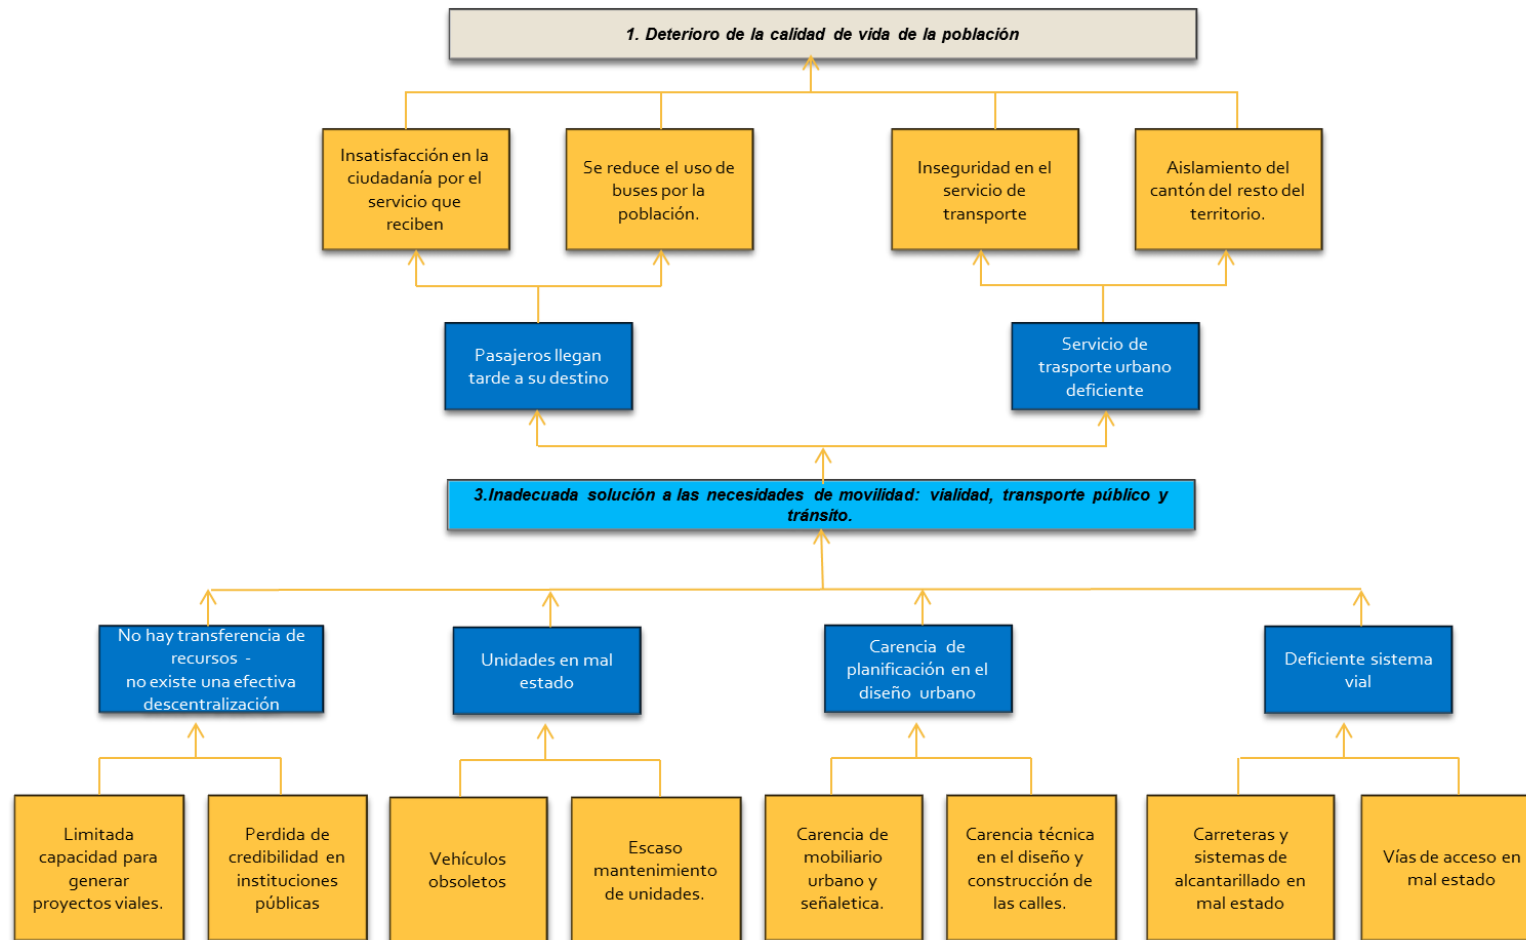 1. Deterioro de la calidad de vida de la población
Insatisfacción en la
ciudadanía por el
servicio que
reciben
Se reduce el uso de
buses por la
población.
Inseguridad en el
servicio de
transporte
Aislamiento del
cantón del resto del
territorio.
Pasajeros llegan
tarde a su destino
Servicio de
trasporte urbano
deficiente
3.Inadecuada solución a las necesidades de movilidad: vialidad, transporte público y
tránsito.
No hay transferencia de
recursos -
no existe una efectiva
descentralización
Unidades en mal
estado
Carencia de
planificación en el
diseño urbano
Deficiente sistema
vial
Limitada
capacidad para
generar
proyectos viales.
Perdida de
credibilidad en
instituciones
públicas
Vehículos
obsoletos
Escaso
mantenimiento
de unidades.
Carencia de
mobiliario
urbano y
señaletica.
Carencia técnica
en el diseño y
construcción de
las calles.
Carreteras y
sistemas de
alcantarillado en
mal estado
Vías de acceso en
mal estado